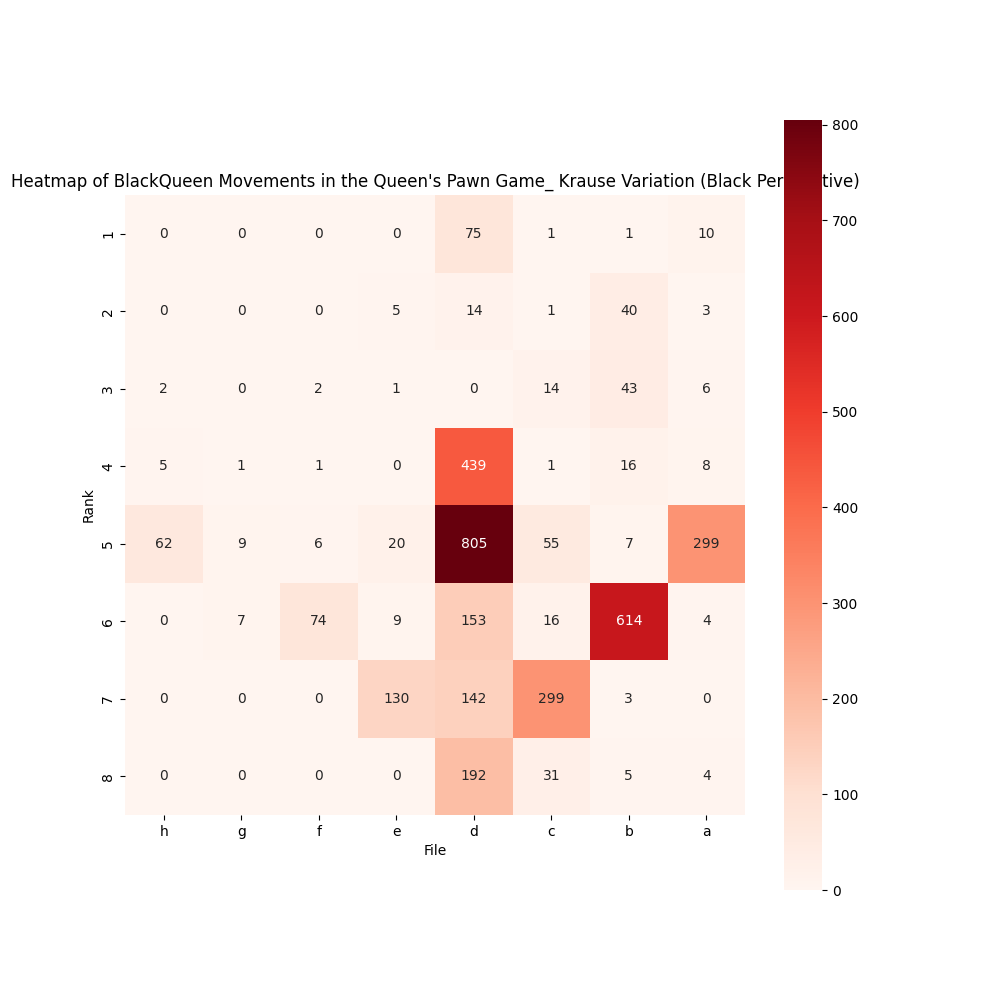 Heatmap of BlackQueen Movements in the Queen's Pawn Game_ Krause Variation (Black Per tive)
1 0 0 0 0 75 1 1 10
2 0 0 0 5 14 1 40 3
3 2 0 2 1 0 14 43 6
4 5 1 1 0 439 1 16 8
5 62 9 6 20 805 55 7 299
6 0 7 74 9 153 16 614 4
7 0 0 0 130 142 299 3 0
8 0 0 0 0 192 31 5 4
h g f e d c b a
File
Rank
800
700
600
500
400
300
200
100
0